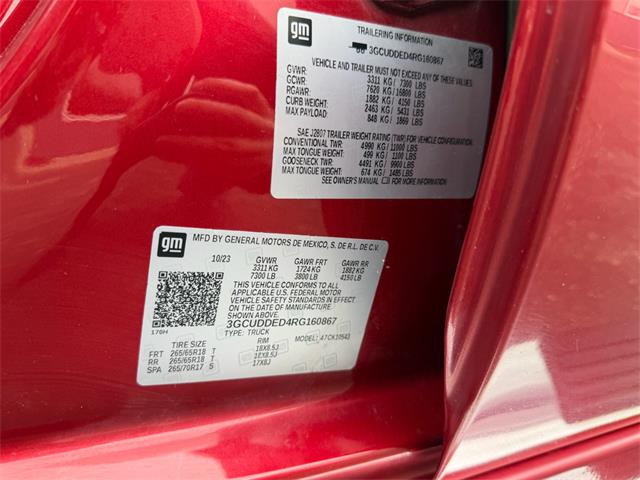 gm
TRAILERING INFORMATION
3GCUDDED4RG160867
VEHICLE AND TRAILER MUST NOT EXCEED ANY OF THESE VALUES:
GVWR: 3311 KG / 7300 LBS
GCWR: 7620 KG / 16800 LBS
RGAWR: 1882 KG / 4150 LBS
CURB WEIGHT: 2463 KG / 5431 LBS
MAX PAYLOAD: 848 KG / 1869 LBS
SAE J2807 TRAILER WEIGHT RATING (TWR) FOR VEHICLE CONFIGURATION:
CONVENTIONAL TWR: 4990 KG / 11000 LBS
MAX TONGUE WEIGHT: 499 KG / 1100 LBS
GOOSENECK TWR: 4491 KG / 9900 LBS
MAX TONGUE WEIGHT: 674 KG / 1485 LBS
SEE OWNER'S MANUAL FOR MORE INFORMATION
gm
MFD BY GENERAL MOTORS DE MEXICO, S. DE R.L. DE C.V.
10/23 GVWR GAWR FRT GAWR RR
3311 KG 1724 KG 1882 KG
7300 LB 3800 LB 4150 LB
THIS VEHICLE CONFORMS TO ALL
APPLICABLE U.S. FEDERAL MOTOR
VEHICLE SAFETY STANDARDS IN EFFECT
ON THE DATE OF MANUFACTURE
SHOWN ABOVE.
3GCUDDED4RG160867
170H
TYPE: TRUCK
TIRE SIZE RIM 47CK10543
FRT 265/65R18 T 18X8.5J
RR 265/65R18 T 18X8.5J
SPA 265/70R17 S 17X8J